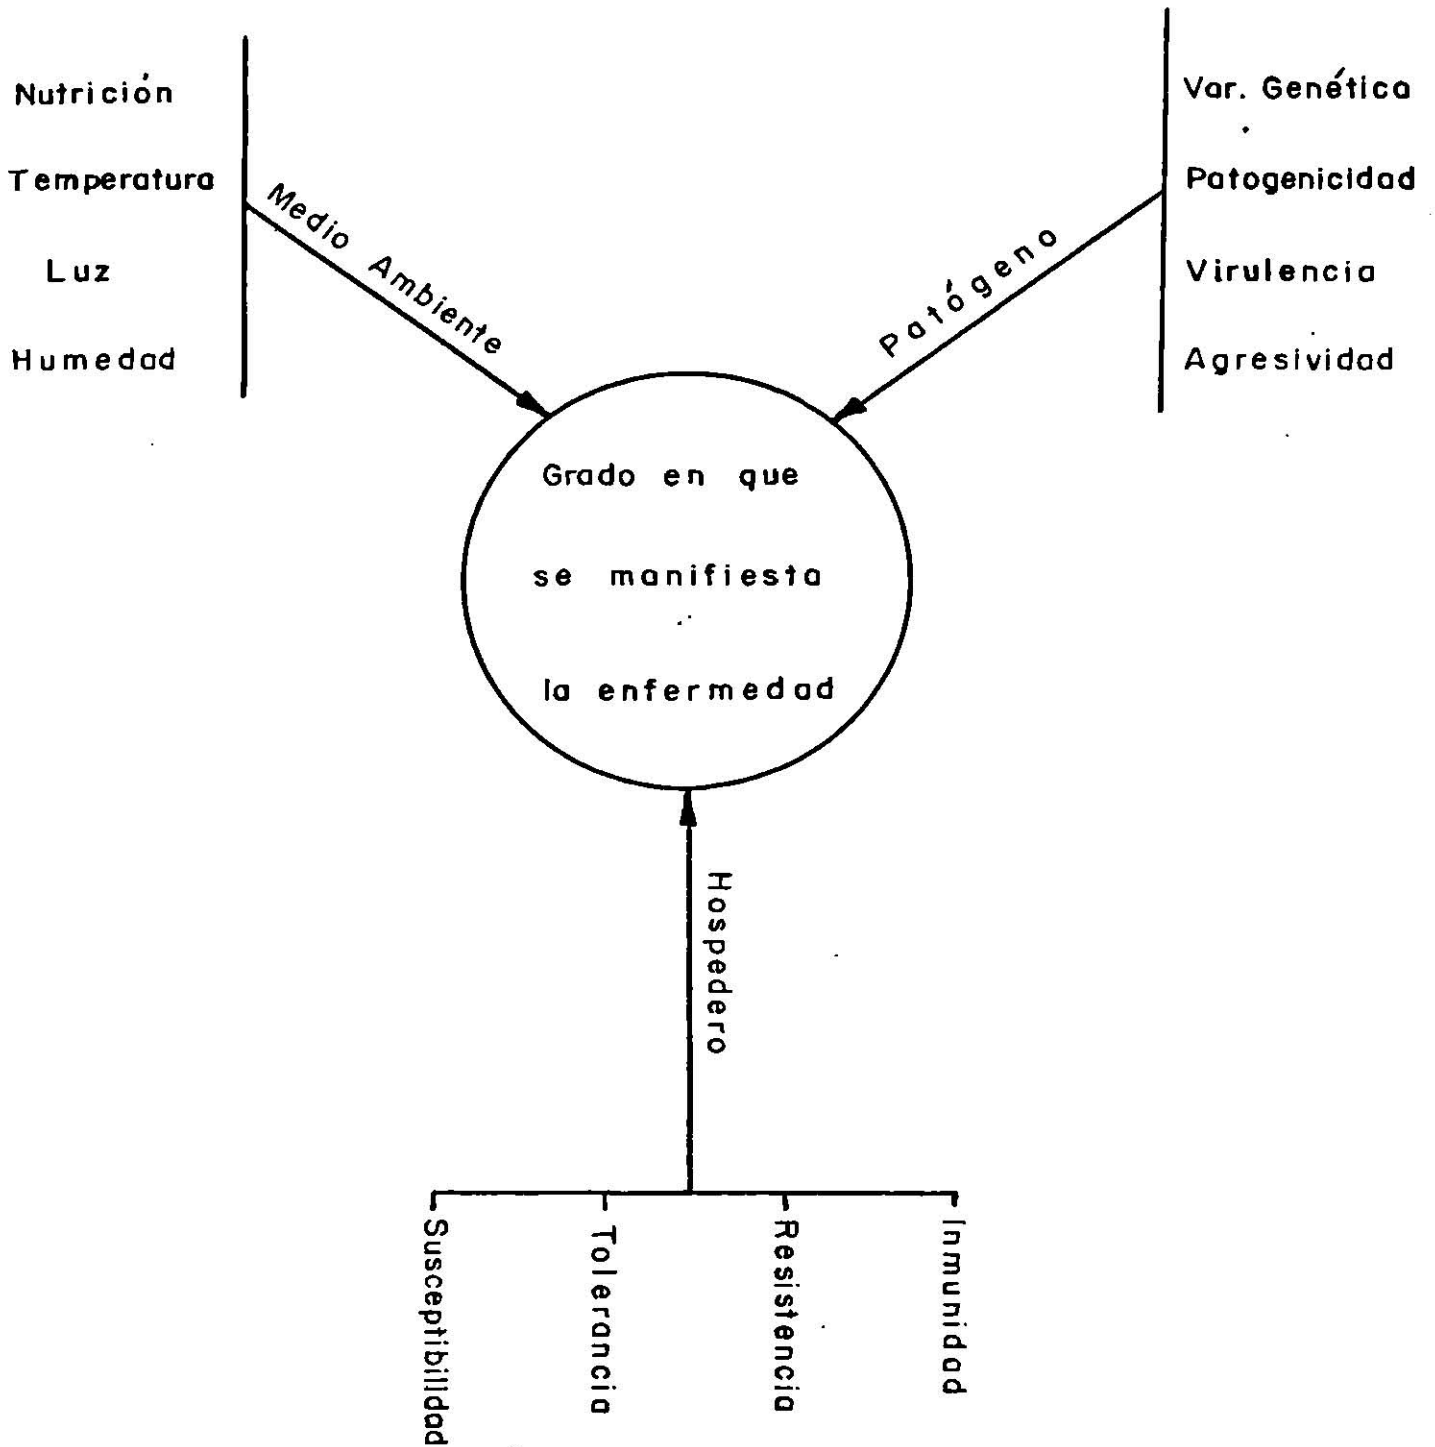 Nutrición
Temperatura
Luz
Humedad
Medio Ambiente
Var. Genética
Patogenicidad
Virulencia
Agresividad
Patógeno
Grado en que
se manifiesta
la enfermedad
Hospedero
Susceptibilidad
Tolerancia
Resistencia
Inmunidad